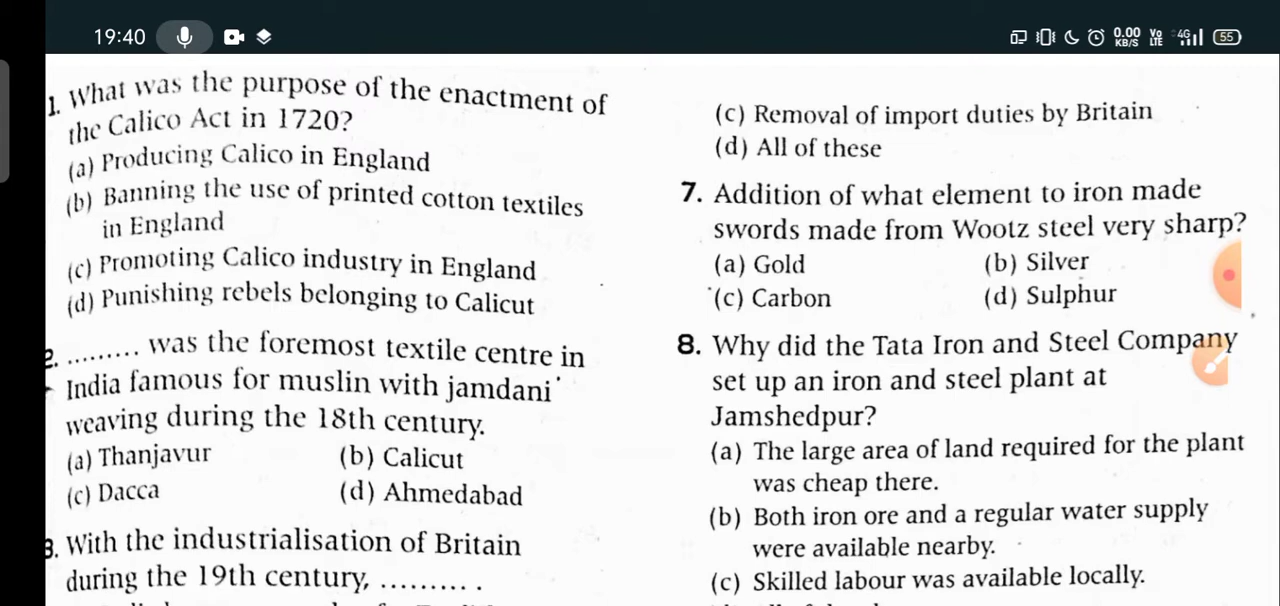 19:40
0.00
KB/S
Vo
LTE
4G
55
1. What was the purpose of the enactment of
the Calico Act in 1720?
(a) Producing Calico in England
(b) Banning the use of printed cotton textiles
in England
(c) Promoting Calico industry in England
(d) Punishing rebels belonging to Calicut
2. ......... was the foremost textile centre in
India famous for muslin with jamdani
weaving during the 18th century.
(a) Thanjavur (b) Calicut
(c) Dacca (d) Ahmedabad
3. With the industrialisation of Britain
during the 19th century, ..........
(c) Removal of import duties by Britain
(d) All of these
7. Addition of what element to iron made
swords made from Wootz steel very sharp?
(a) Gold (b) Silver
(c) Carbon (d) Sulphur
8. Why did the Tata Iron and Steel Company
set up an iron and steel plant at
Jamshedpur?
(a) The large area of land required for the plant
was cheap there.
(b) Both iron ore and a regular water supply
were available nearby.
(c) Skilled labour was available locally.